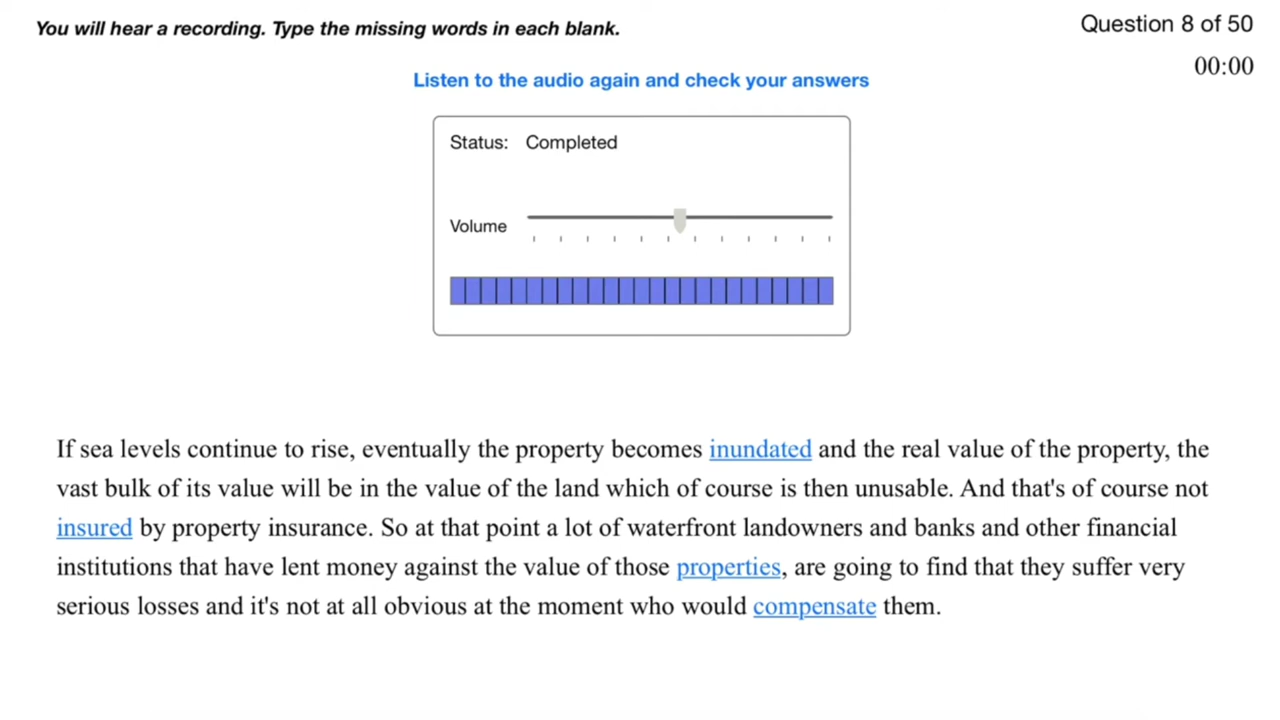 You will hear a recording. Type the missing words in each blank.
Question 8 of 50
00:00
Listen to the audio again and check your answers
Status: Completed
Volume
If sea levels continue to rise, eventually the property becomes inundated and the real value of the property, the
vast bulk of its value will be in the value of the land which of course is then unusable. And that's of course not
insured by property insurance. So at that point a lot of waterfront landowners and banks and other financial
institutions that have lent money against the value of those properties, are going to find that they suffer very
serious losses and it's not at all obvious at the moment who would compensate them.